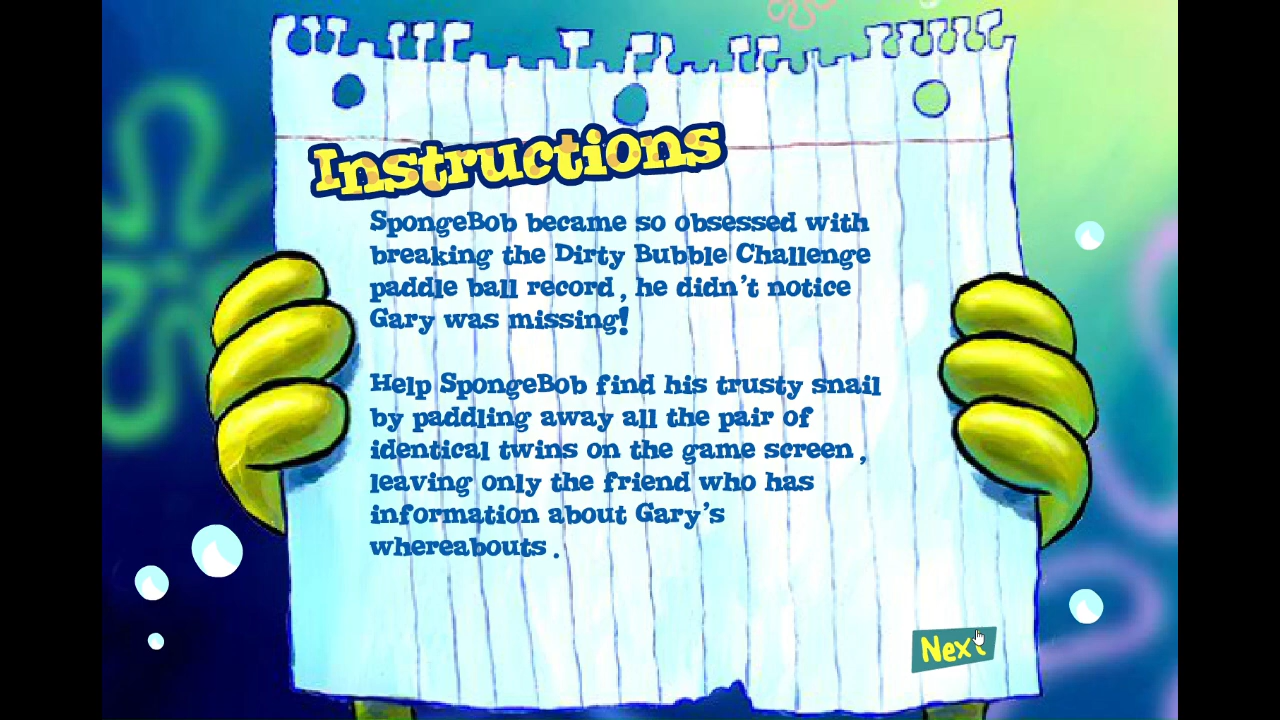 Instructions
SpongeBob became so obsessed with
breaking the Dirty Bubble Challenge
paddle ball record, he didn't notice
Gary was missing!
Help SpongeBob find his trusty snail
by paddling away all the pair of
identical twins on the game screen,
leaving only the friend who has
information about Gary's
whereabouts.
Next